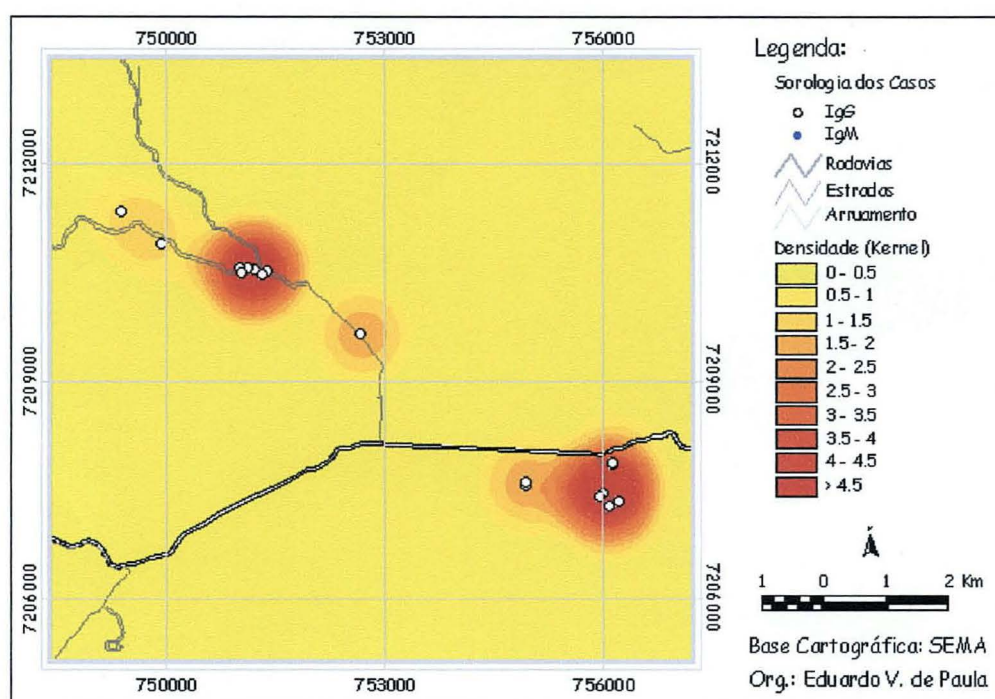 750000 753000 756000
7212000 7212000
7209000 7209000
7206000 7206000
750000 753000 756000
Legenda:
Sorologia dos Casos
IgG
IgM
Rodovias
Estradas
Arruamento
Densidade (Kernel)
0 - 0.5
0.5 - 1
1 - 1.5
1.5 - 2
2 - 2.5
2.5 - 3
3 - 3.5
3.5 - 4
4 - 4.5
> 4.5
1 0 1 2 Km
Base Cartográfica: SEMA
Org.: Eduardo V. de Paula